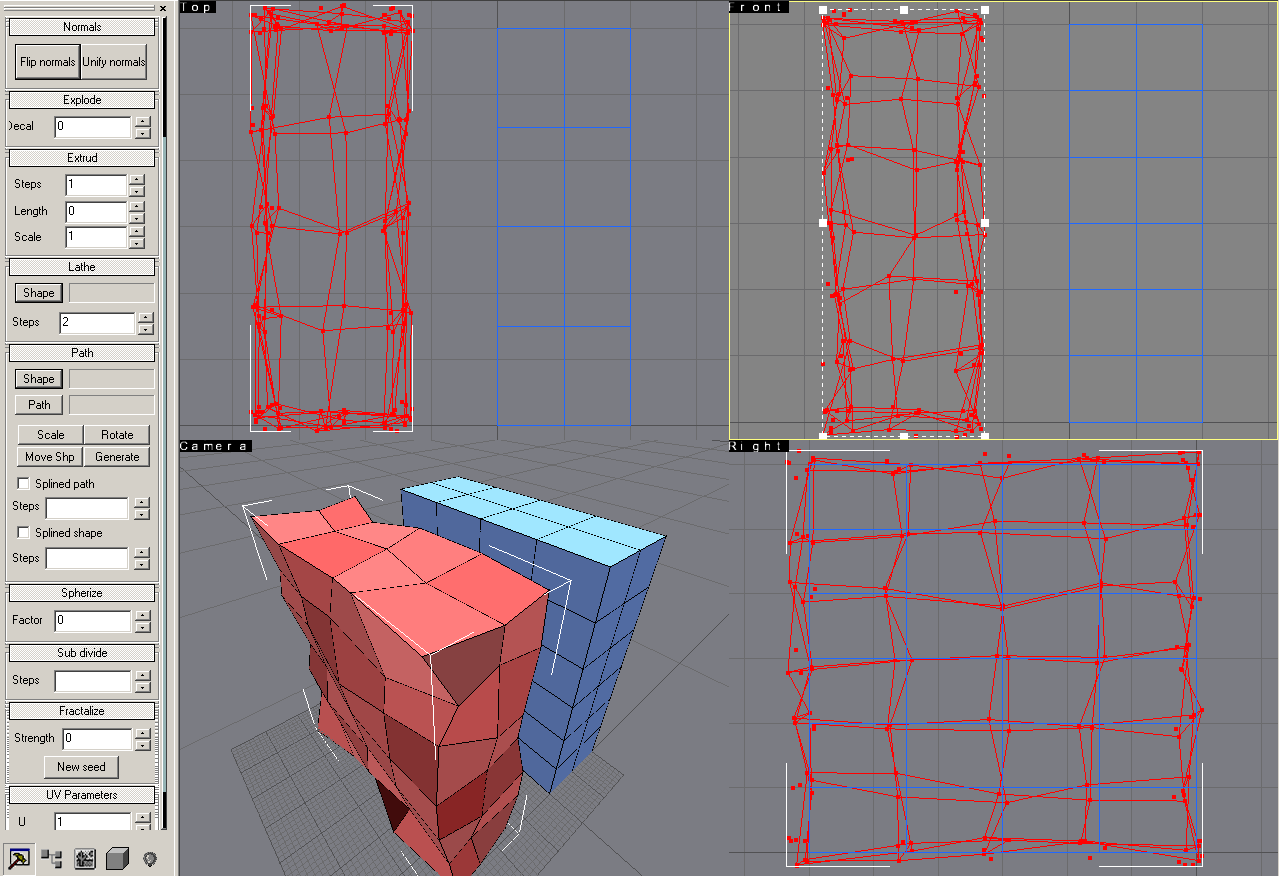 Normals
Flip normals Unify normals
Explode
Decal 0
Extrud
Steps 1
Length 0
Scale 1
Lathe
Shape
Steps 2
Path
Shape
Path
Scale Rotate
Move Shp Generate
Splined path
Steps
Splined shape
Steps
Spherize
Factor 0
Sub divide
Steps
Fractalize
Strength 0
New seed
UV Parameters
U 1
Top
Front
Camera
Right